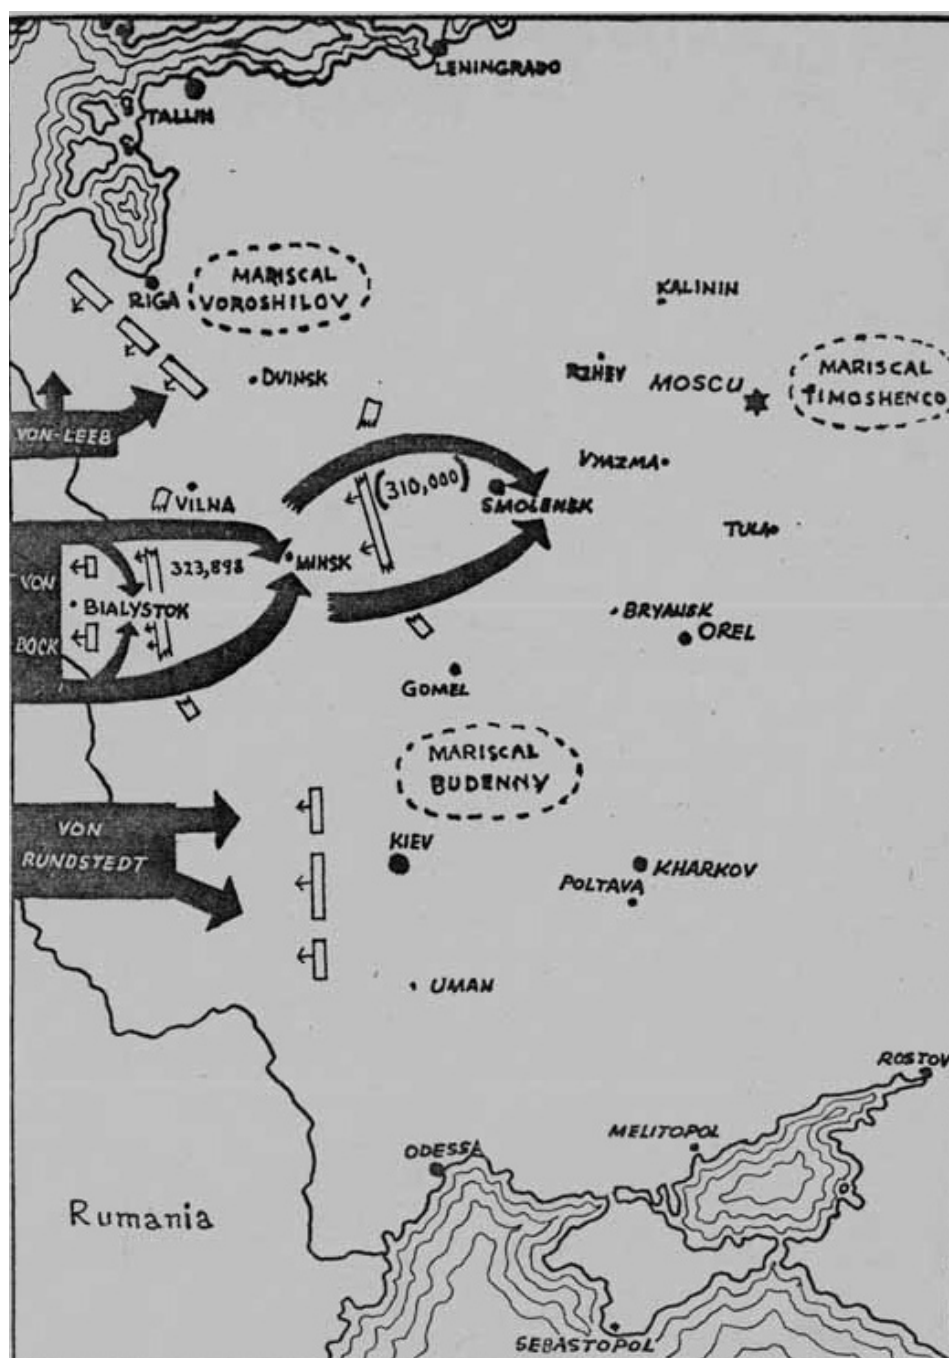 LENINGRADO
TALLIN
MARISCAL
VOROSHILOV
RIGA
KALININ
DVINSK
RZHEV
MOSCU
MARISCAL
TIMOSHENCO
VON-LEEB
VYAZMA
(310,000)
SMOLENSK
VILNA
TULA
323,898
MINSK
VON
BOCK
BIALYSTOK
BRYANSK
OREL
GOMEL
MARISCAL
BUDENNY
VON
RUNDSTEDT
KIEV
KHARKOV
POLTAVA
UMAN
ROSTOV
MELITOPOL
ODESSA
Rumania
SEBASTOPOL